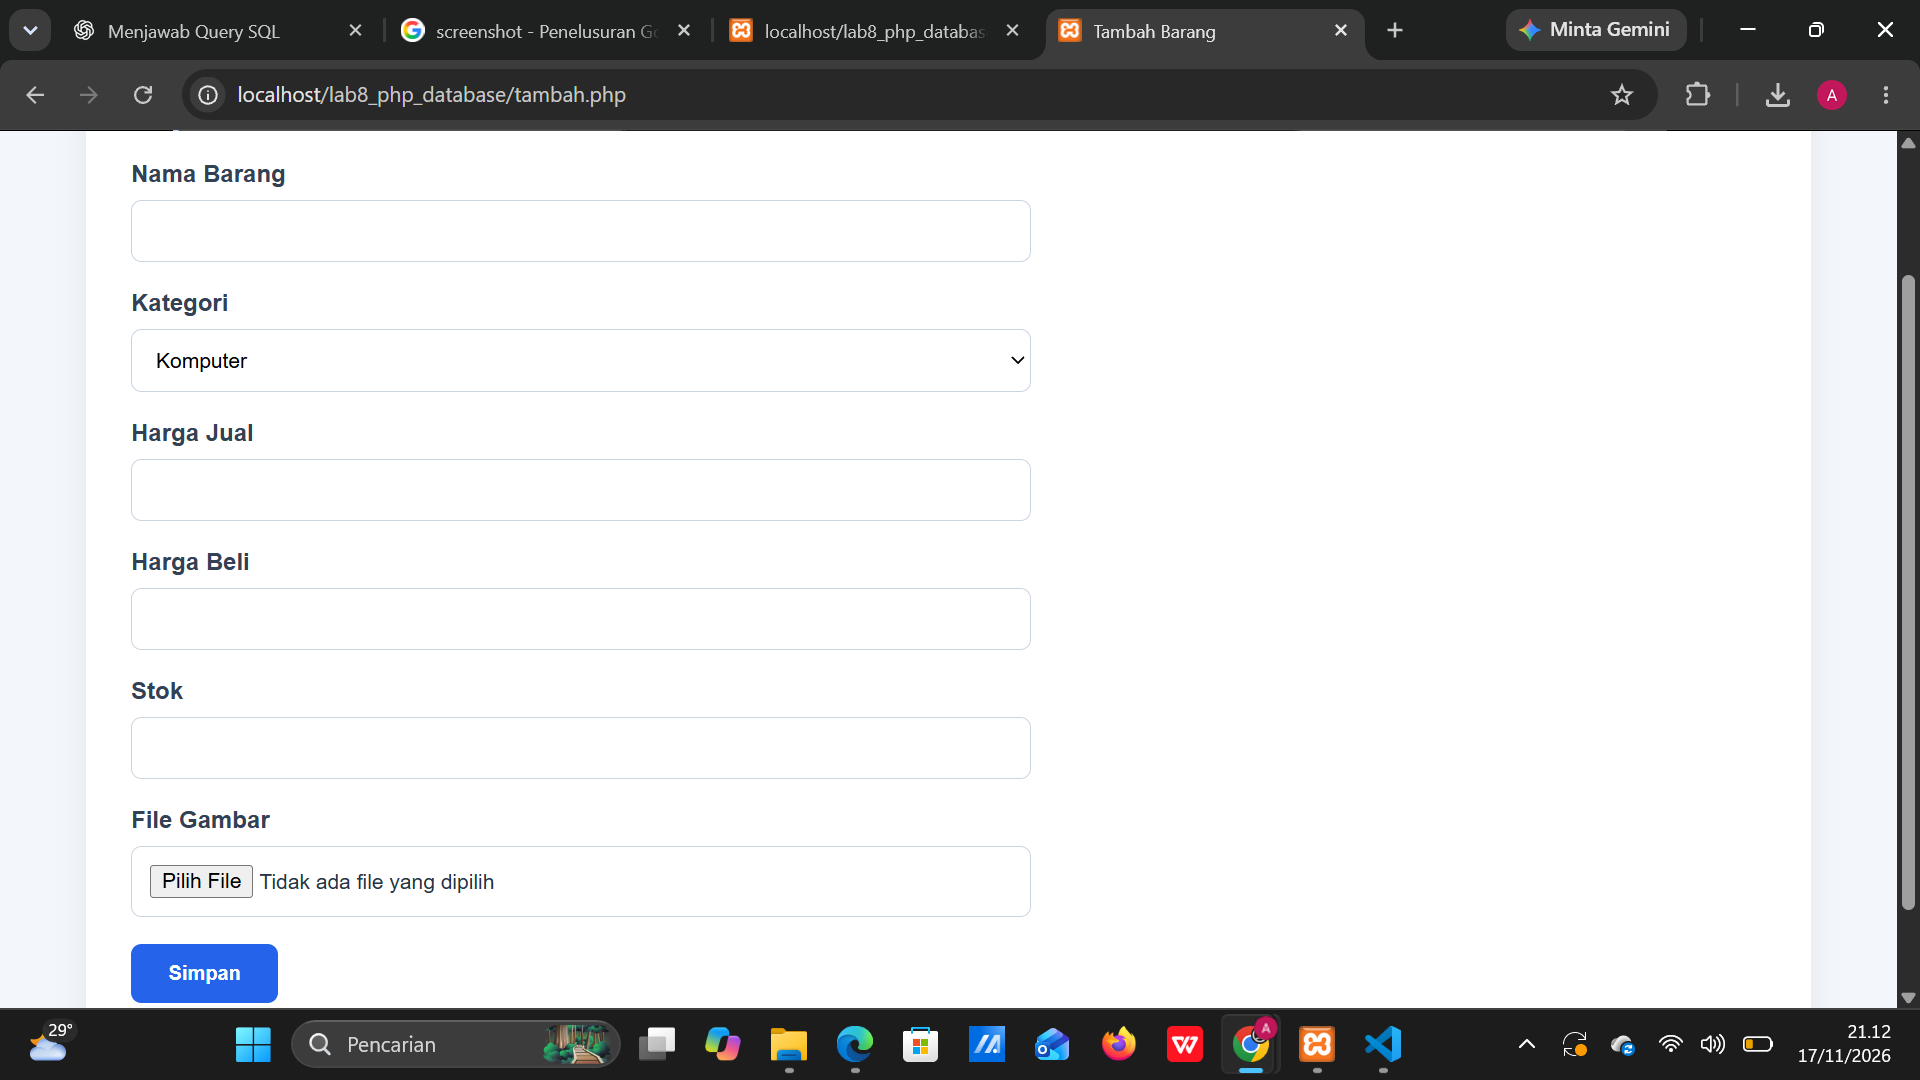 Menjawab Query SQL
screenshot - Penelusuran Go
localhost/lab8_php_databas
Tambah Barang
Minta Gemini
localhost/lab8_php_database/tambah.php
A
Nama Barang
Kategori
Komputer
Harga Jual
Harga Beli
Stok
File Gambar
Pilih File Tidak ada file yang dipilih
Simpan
29°
Pencarian
A
21.12
17/11/2026